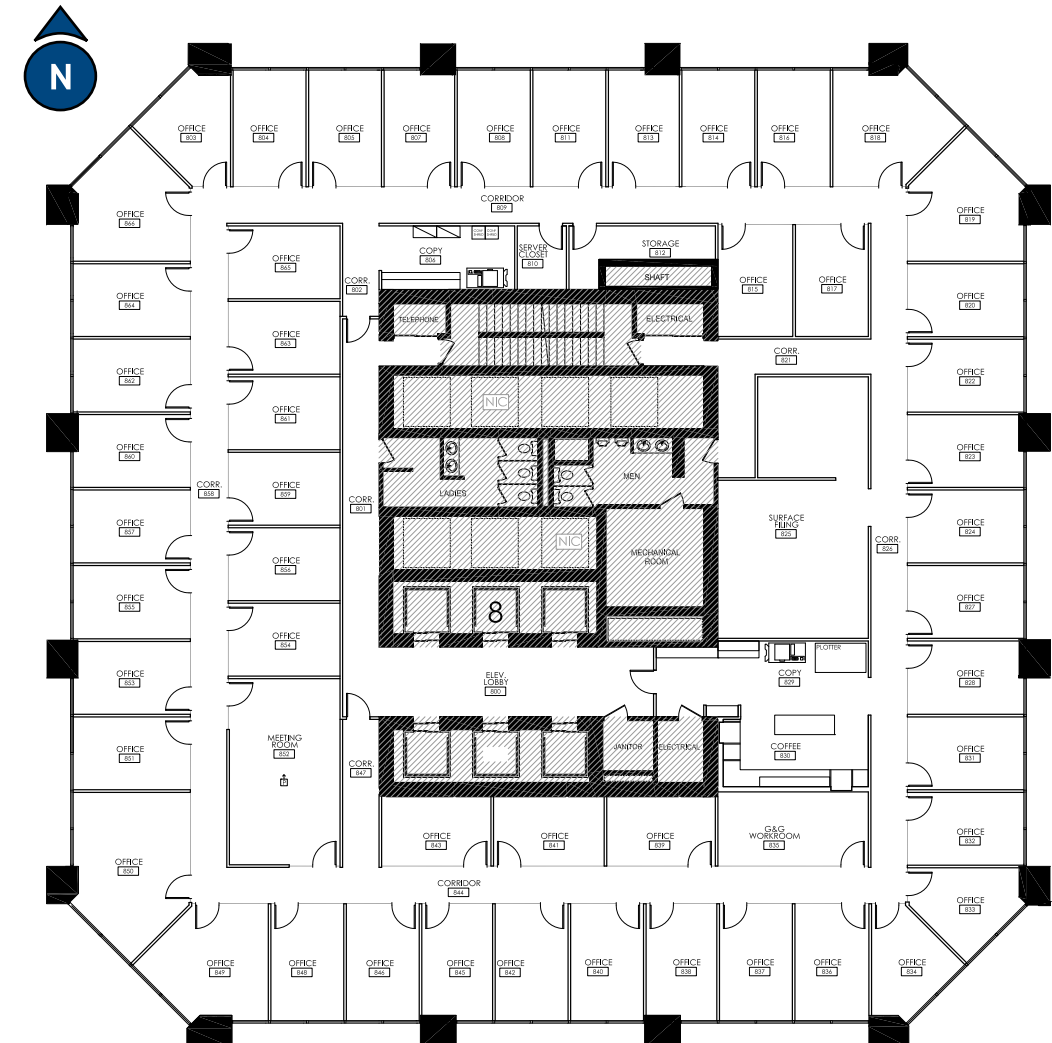 N
OFFICE
803
OFFICE
804
OFFICE
805
OFFICE
807
OFFICE
808
OFFICE
811
OFFICE
813
OFFICE
814
OFFICE
816
OFFICE
818
CORRIDOR
809
OFFICE
866
OFFICE
865
CORR.
802
COPY
806
SERVER
CLOSET
810
STORAGE
812
SHAFT
OFFICE
815
OFFICE
817
OFFICE
819
OFFICE
864
OFFICE
863
TELEPHONE
ELECTRICAL
OFFICE
820
CORR.
821
OFFICE
862
OFFICE
861
NIC
OFFICE
822
OFFICE
860
OFFICE
859
CORR.
858
CORR.
801
LADIES
MEN
OFFICE
823
OFFICE
857
OFFICE
856
NIC
MECHANICAL
ROOM
SURFACE
FILING
825
CORR.
826
OFFICE
824
OFFICE
855
OFFICE
854
8
OFFICE
827
OFFICE
853
ELEV.
LOBBY
800
COPY
829
PLOTTER
OFFICE
828
OFFICE
851
MEETING
ROOM
852
CORR.
847
JANITOR
ELECTRICAL
COFFEE
830
OFFICE
831
OFFICE
850
OFFICE
843
OFFICE
841
OFFICE
839
G&G
WORKROOM
835
OFFICE
832
CORRIDOR
844
OFFICE
833
OFFICE
849
OFFICE
848
OFFICE
846
OFFICE
845
OFFICE
842
OFFICE
840
OFFICE
838
OFFICE
837
OFFICE
836
OFFICE
834